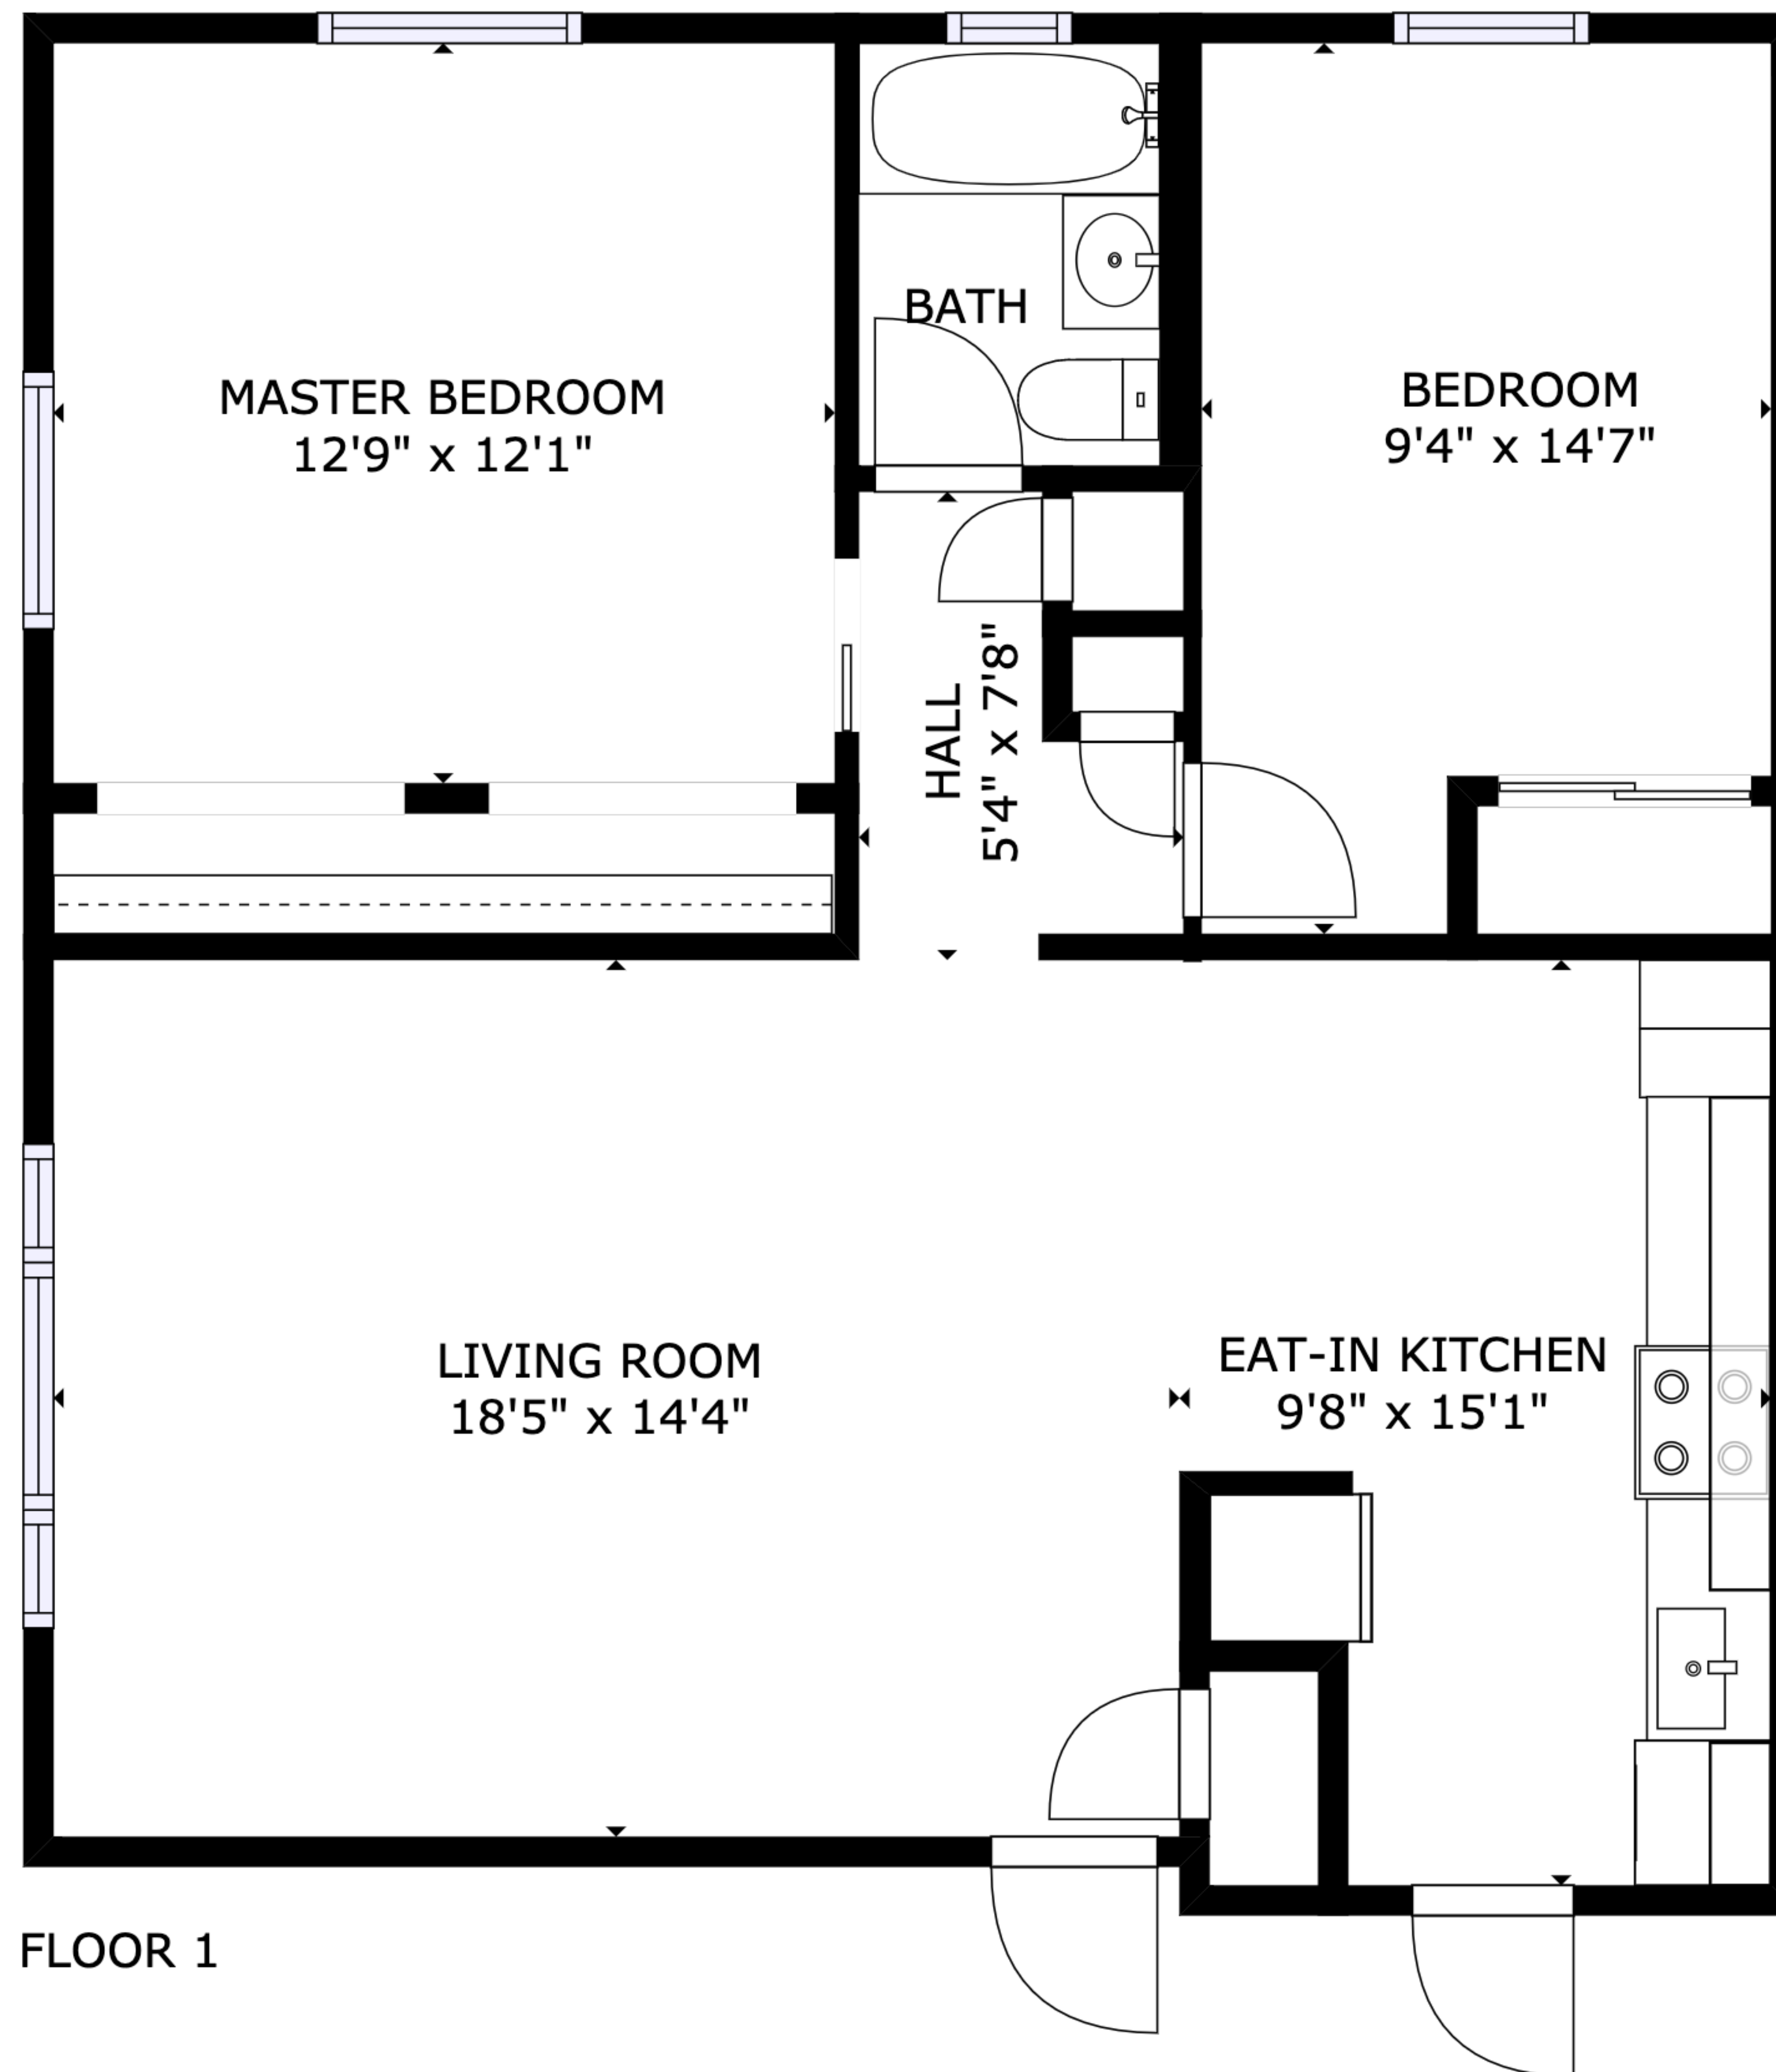 BATH
MASTER BEDROOM
12'9" x 12'1"
BEDROOM
9'4" x 14'7"
HALL
5'4" x 7'8"
LIVING ROOM
18'5" x 14'4"
EAT-IN KITCHEN
9'8" x 15'1"
FLOOR 1